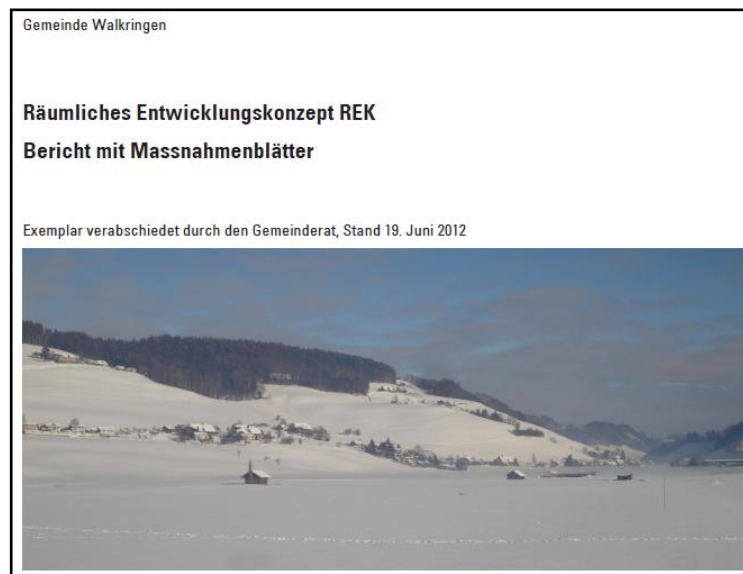 Gemeinde Walkringen
Räumliches Entwicklungskonzept REK
Bericht mit Massnahmenblätter
Exemplar verabschiedet durch den Gemeinderat, Stand 19. Juni 2012